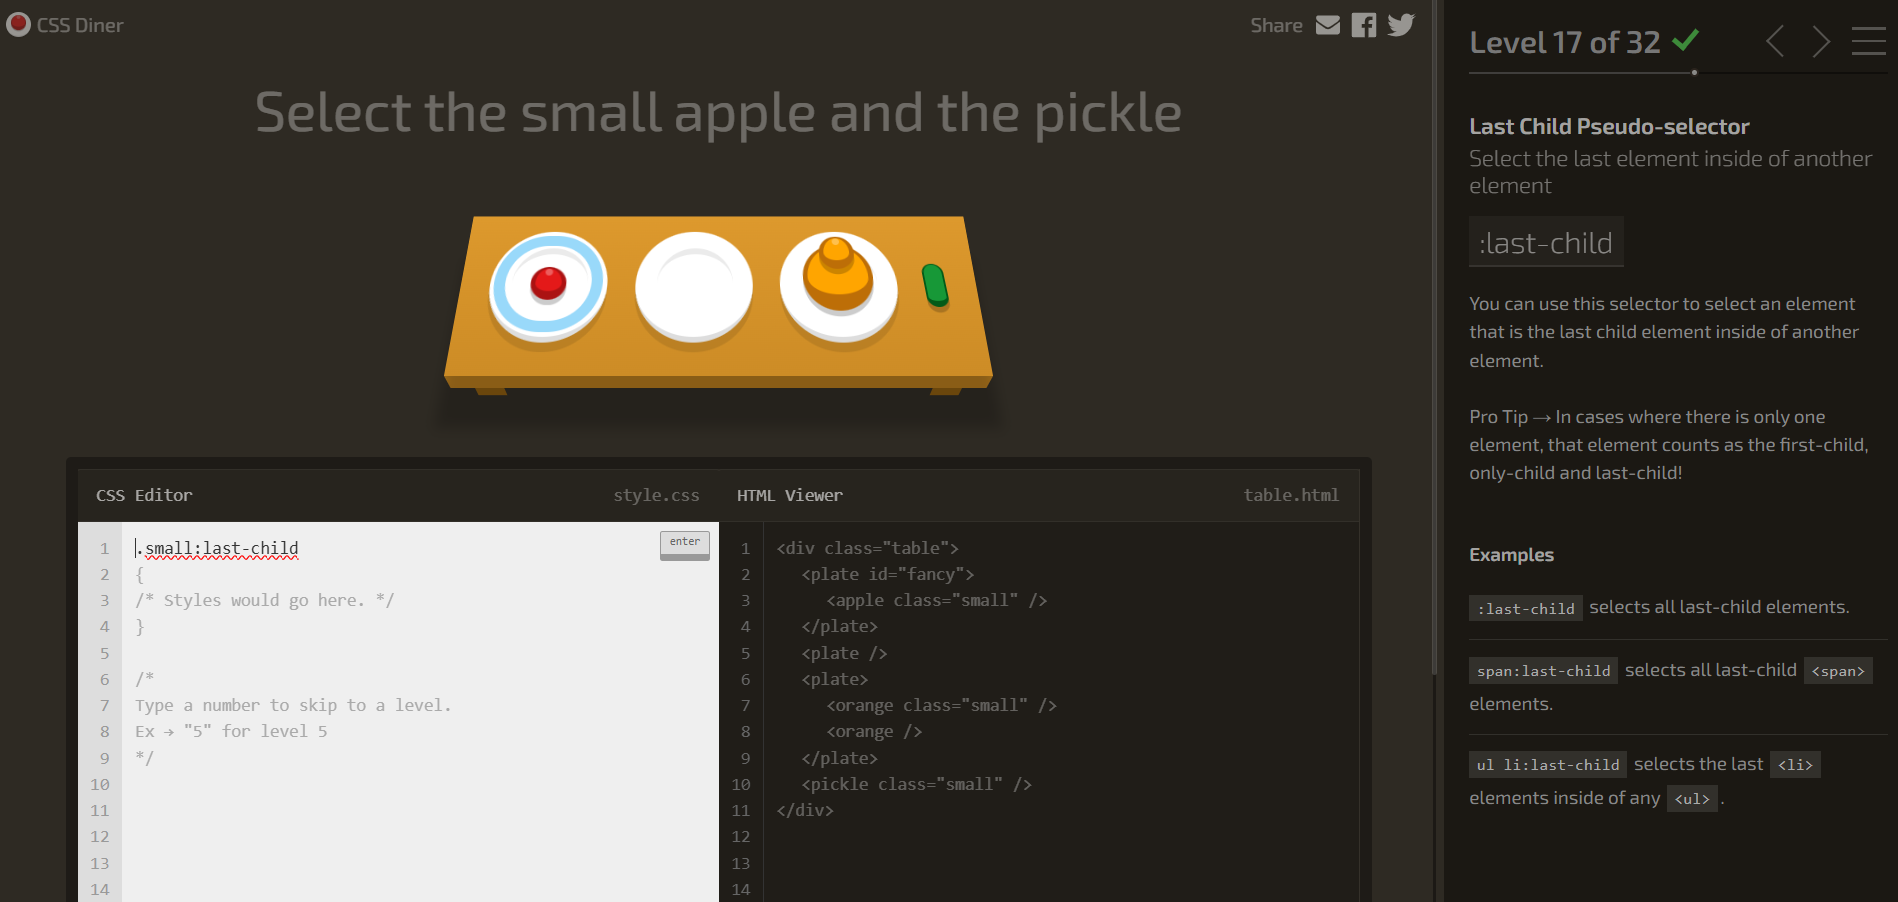 CSS Diner
Share
Select the small apple and the pickle
CSS Editor
style.css
HTML Viewer
table.html
1 .small:last-child
enter
2 {
3 /* Styles would go here. */
4 }
5
6 /*
7 Type a number to skip to a level.
8 Ex → "5" for level 5
9 */
10
11
12
13
14
1 <div class="table">
2 <plate id="fancy">
3 <apple class="small" />
4 </plate>
5 <plate />
6 <plate>
7 <orange class="small" />
8 <orange />
9 </plate>
10 <pickle class="small" />
11 </div>
12
13
14
Level 17 of 32
Last Child Pseudo-selector
Select the last element inside of another
element
:last-child
You can use this selector to select an element
that is the last child element inside of another
element.
Pro Tip → In cases where there is only one
element, that element counts as the first-child,
only-child and last-child!
Examples
:last-child selects all last-child elements.
span:last-child selects all last-child <span>
elements.
ul li:last-child selects the last <li>
elements inside of any <ul> .